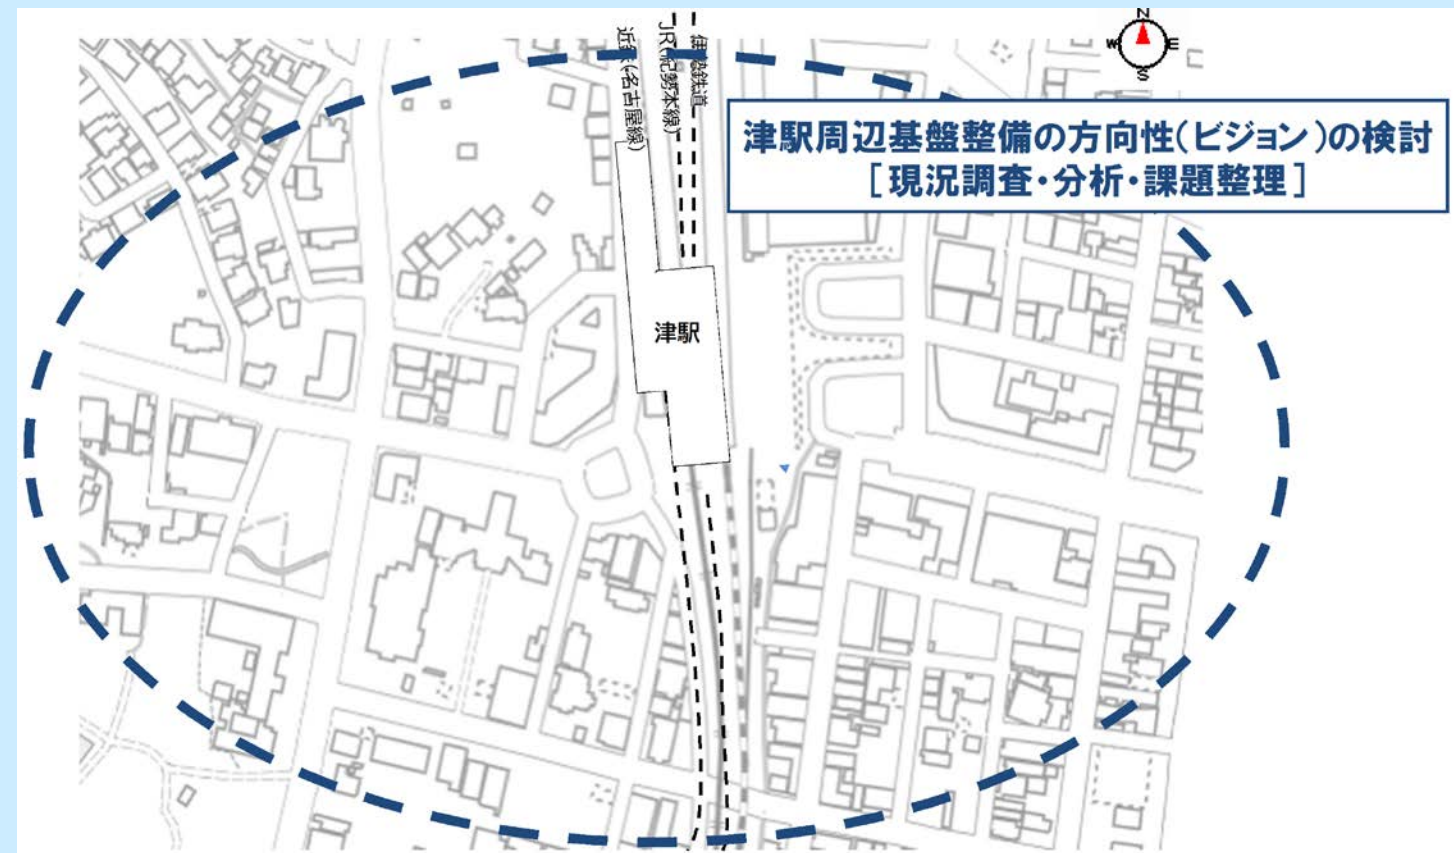 近鉄(名古屋線)
JR(紀勢本線)
伊勢鉄道
N
W
E
S
津駅周辺基盤整備の方向性(ビジョン)の検討
[現況調査・分析・課題整理]
津駅